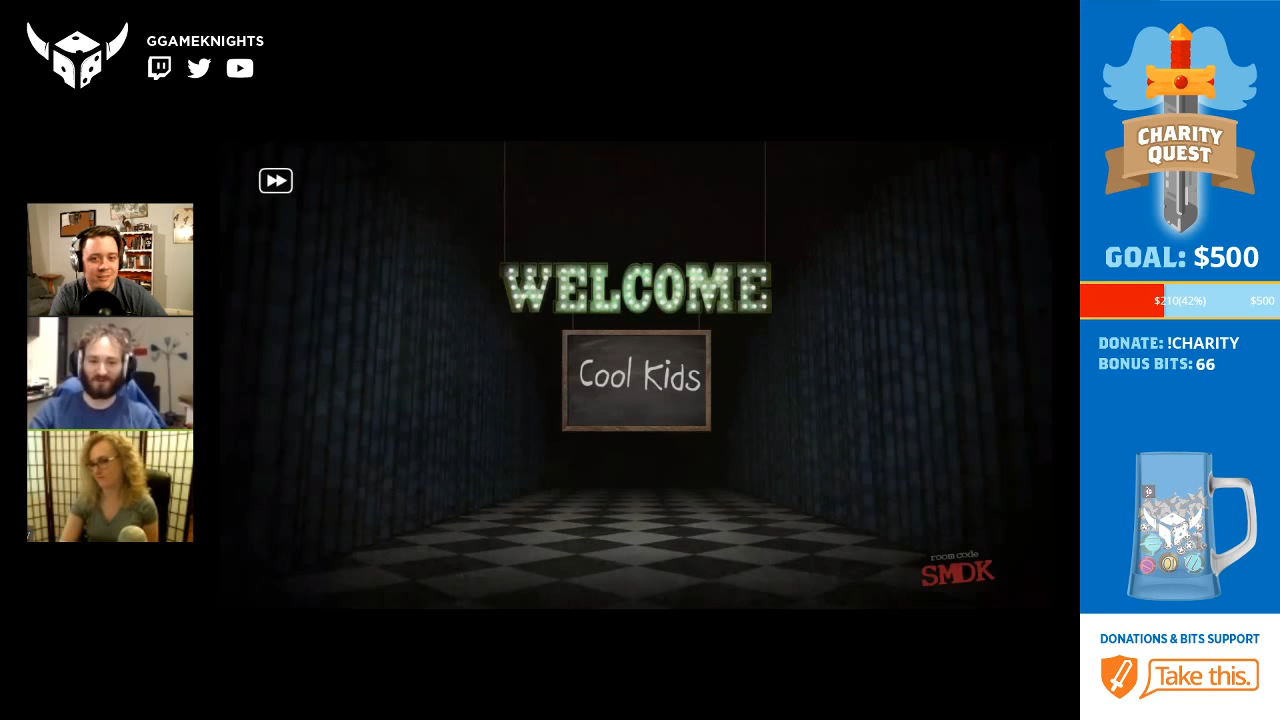 GGAMEKNIGHTS
WELCOME
Cool Kids
room code
SMDK
CHARITY
QUEST
GOAL: $500
$210(42%)
$500
DONATE: !CHARITY
BONUS BITS: 66
DONATIONS & BITS SUPPORT
Take this.